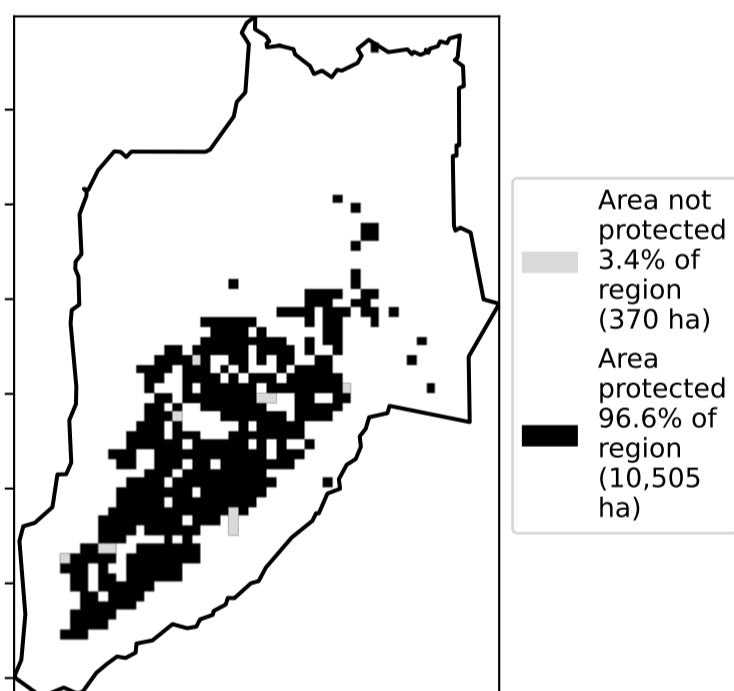 Area not
protected
3.4% of
region
(370 ha)
Area
protected
96.6% of
region
(10,505
ha)